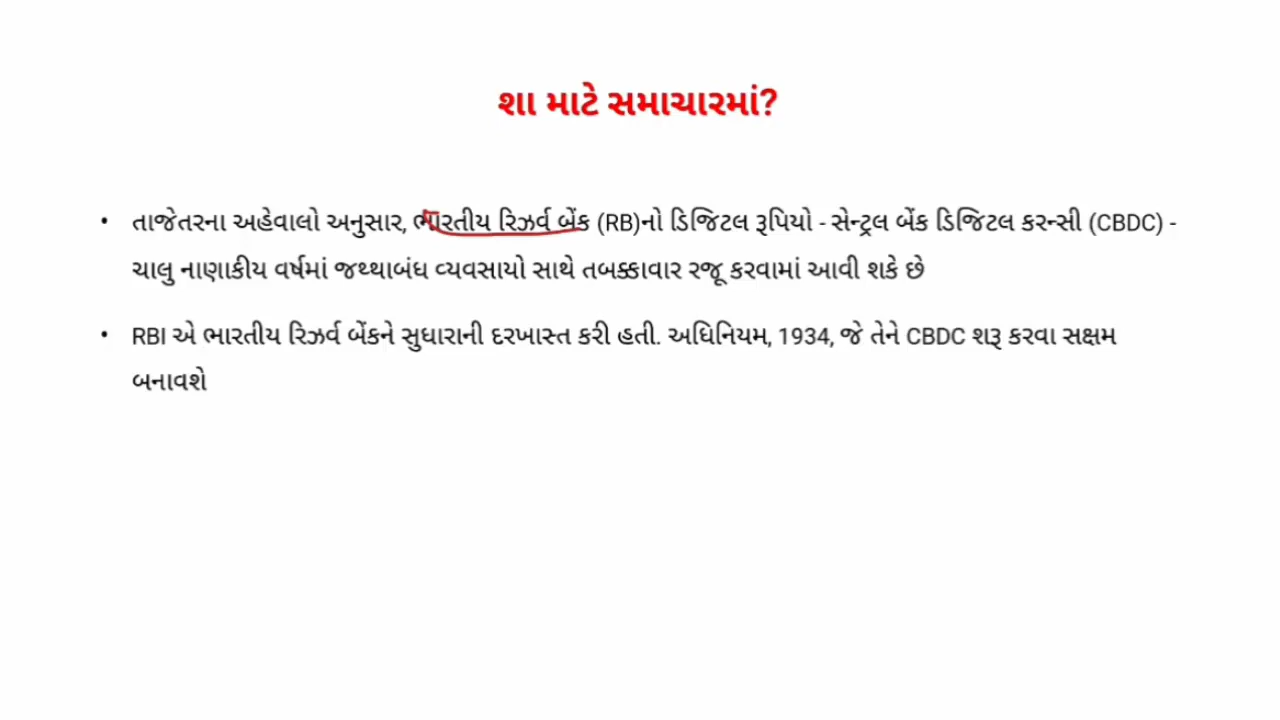 શા માટે સમાચારમાં?
• તાજેતરના અહેવાલો અનુસાર, ભારતીય રિઝર્વ બેંક (RB)નો ડિજિટલ રૂપિયો - સેન્ટ્રલ બેંક ડિજિટલ કરન્સી (CBDC) -
ચાલુ નાણાકીય વર્ષમાં જથ્થાબંધ વ્યવસાયો સાથે તબક્કાવાર રજૂ કરવામાં આવી શકે છે
• RBI એ ભારતીય રિઝર્વ બેંકને સુધારાની દરખાસ્ત કરી હતી. અધિનિયમ, 1934, જે તેને CBDC શરૂ કરવા સક્ષમ
બનાવશે